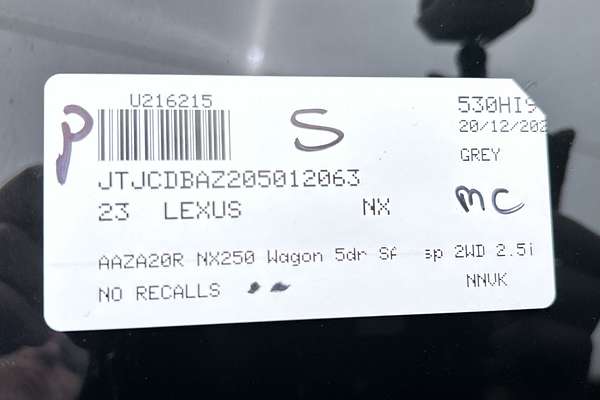 U216215
530HI9
20/12/202
P
S
JTJCDBAZ205012063
GREY
23 LEXUS NX
MC
AAZA20R NX250 Wagon 5dr SA sp 2WD 2.5i
NO RECALLS
NNVK